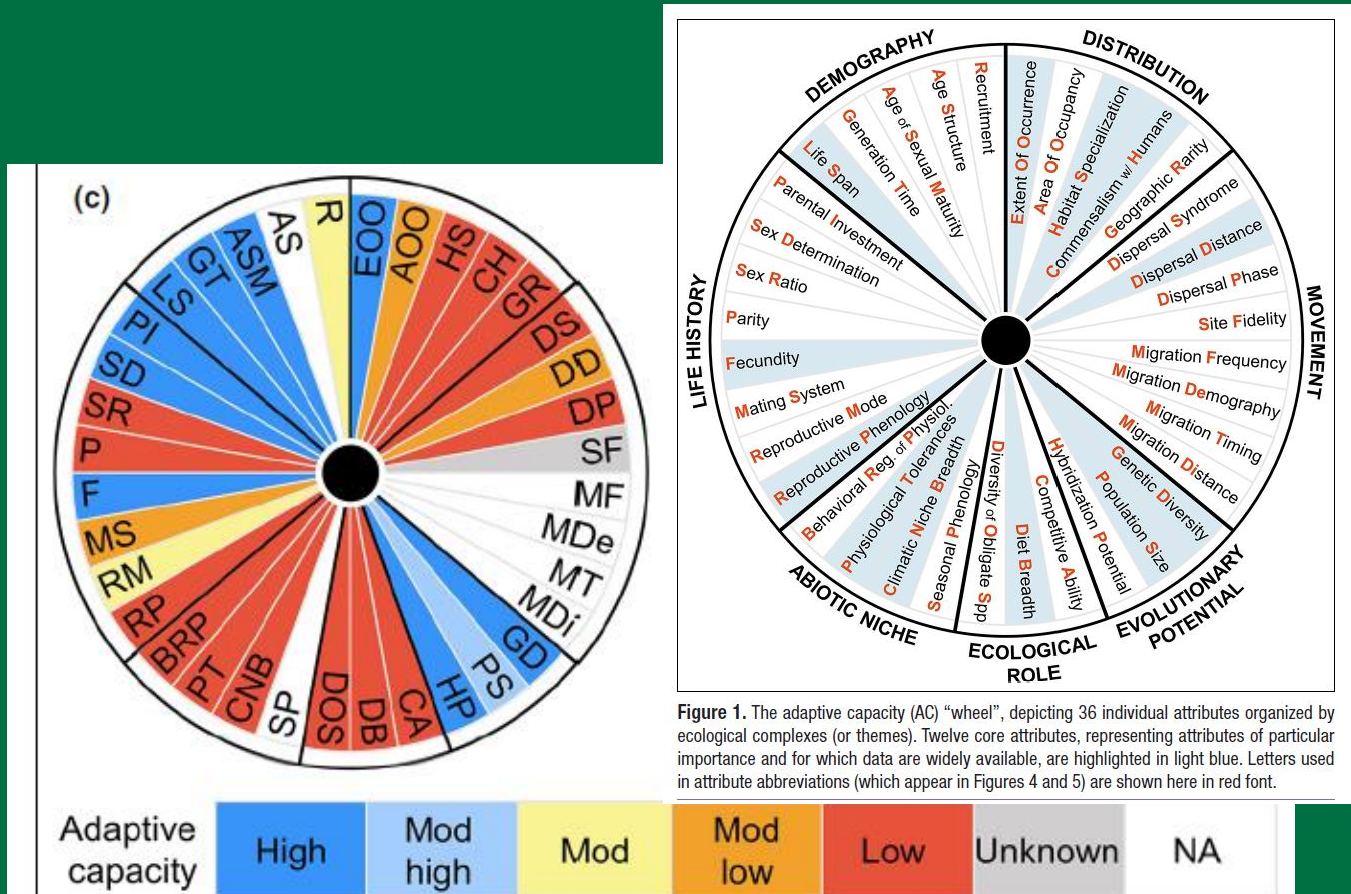 (c)
EOO
AOO
HS
CH
GR
DS
DD
DP
SF
MF
MDe
MT
MDi
GD
PS
HP
CA
DB
DOS
SP
CNB
PT
BRP
RP
RM
MS
F
P
SR
SD
PI
LS
GT
ASM
AS
R
Adaptive
capacity
High
Mod
high
Mod
Mod
low
Low
Unknown
NA
DISTRIBUTION
Extent Of Occurrence
Area Of Occupancy
Habitat Specialization
Commensalism w/ Humans
Geographic Rarity
MOVEMENT
Dispersal Syndrome
Dispersal Distance
Dispersal Phase
Site Fidelity
Migration Frequency
Migration Demography
Migration Timing
Migration Distance
EVOLUTIONARY
POTENTIAL
Genetic Diversity
Population Size
Hybridization Potential
ECOLOGICAL
ROLE
Competitive Ability
Diet Breadth
Diversity of Obligate Spp
ABIOTIC NICHE
Seasonal Phenology
Climatic Niche Breadth
Physiological Tolerances
Behavioral Reg. of Physiol.
LIFE HISTORY
Reproductive Phenology
Reproductive Mode
Mating System
Fecundity
Parity
Sex Ratio
Sex Determination
Parental Investment
DEMOGRAPHY
Life Span
Generation Time
Age of Sexual Maturity
Age Structure
Recruitment
Figure 1. The adaptive capacity (AC) “wheel”, depicting 36 individual attributes organized by
ecological complexes (or themes). Twelve core attributes, representing attributes of particular
importance and for which data are widely available, are highlighted in light blue. Letters used
in attribute abbreviations (which appear in Figures 4 and 5) are shown here in red font.